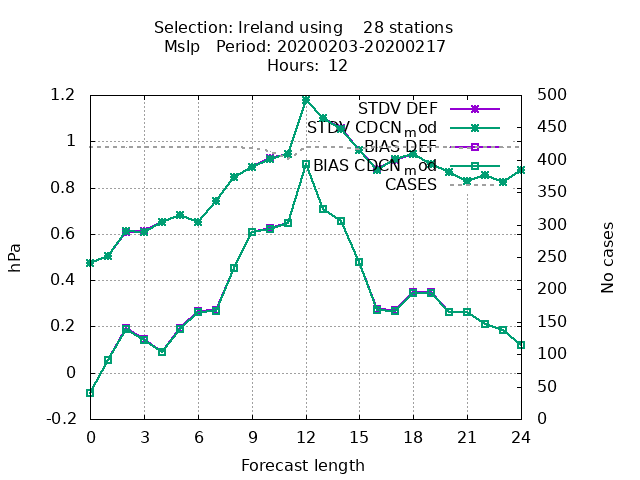 Selection: Ireland using    28 stations
Mslp   Period: 20200203-20200217
Hours: 12
STDV DEF
STDV CDCN_mod
BIAS DEF
BIAS CDCN_mod
CASES
1.2
1
0.8
0.6
0.4
0.2
0
-0.2
hPa
500
450
400
350
300
250
200
150
100
50
0
No cases
0 3 6 9 12 15 18 21 24
Forecast length